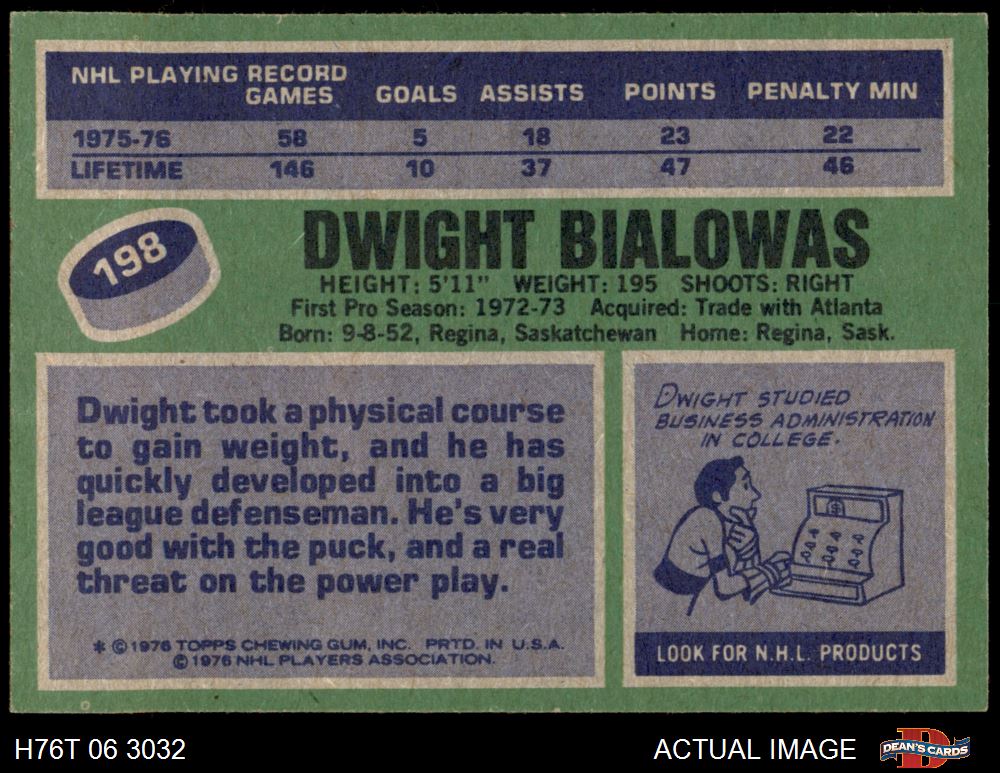 NHL PLAYING RECORD
GAMES GOALS ASSISTS POINTS PENALTY MIN
1975-76 58 5 18 23 22
LIFETIME 146 10 37 47 46
198
DWIGHT BIALOWAS
HEIGHT: 5'11" WEIGHT: 195 SHOOTS: RIGHT
First Pro Season: 1972-73 Acquired: Trade with Atlanta
Born: 9-8-52, Regina, Saskatchewan Home: Regina, Sask.
Dwight took a physical course
to gain weight, and he has
quickly developed into a big
league defenseman. He's very
good with the puck, and a real
threat on the power play.
* © 1976 TOPPS CHEWING GUM, INC. PRTD. IN U.S.A.
© 1976 NHL PLAYERS ASSOCIATION.
DWIGHT STUDIED
BUSINESS ADMINISTRATION
IN COLLEGE.
$
LOOK FOR N.H.L. PRODUCTS
H76T 06 3032
ACTUAL IMAGE
DEAN'S CARDS